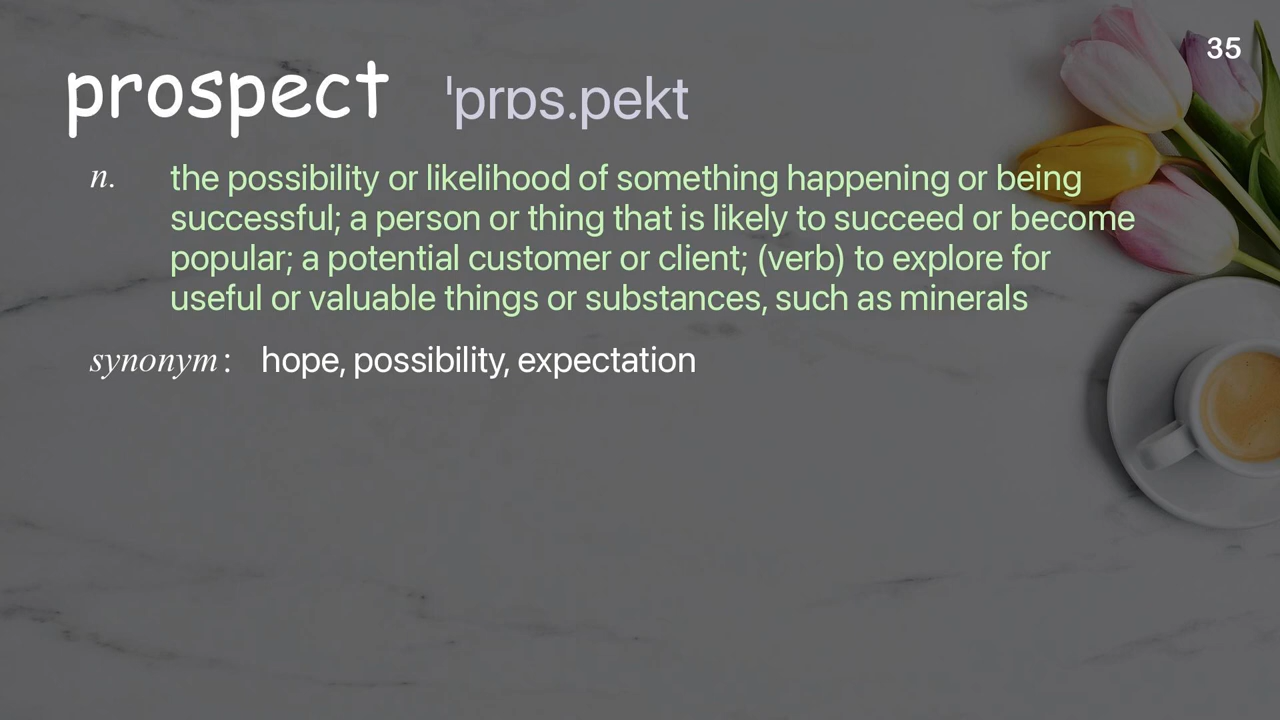 35
prospect ˈprɒs.pekt
n. the possibility or likelihood of something happening or being
successful; a person or thing that is likely to succeed or become
popular; a potential customer or client; (verb) to explore for
useful or valuable things or substances, such as minerals
synonym: hope, possibility, expectation